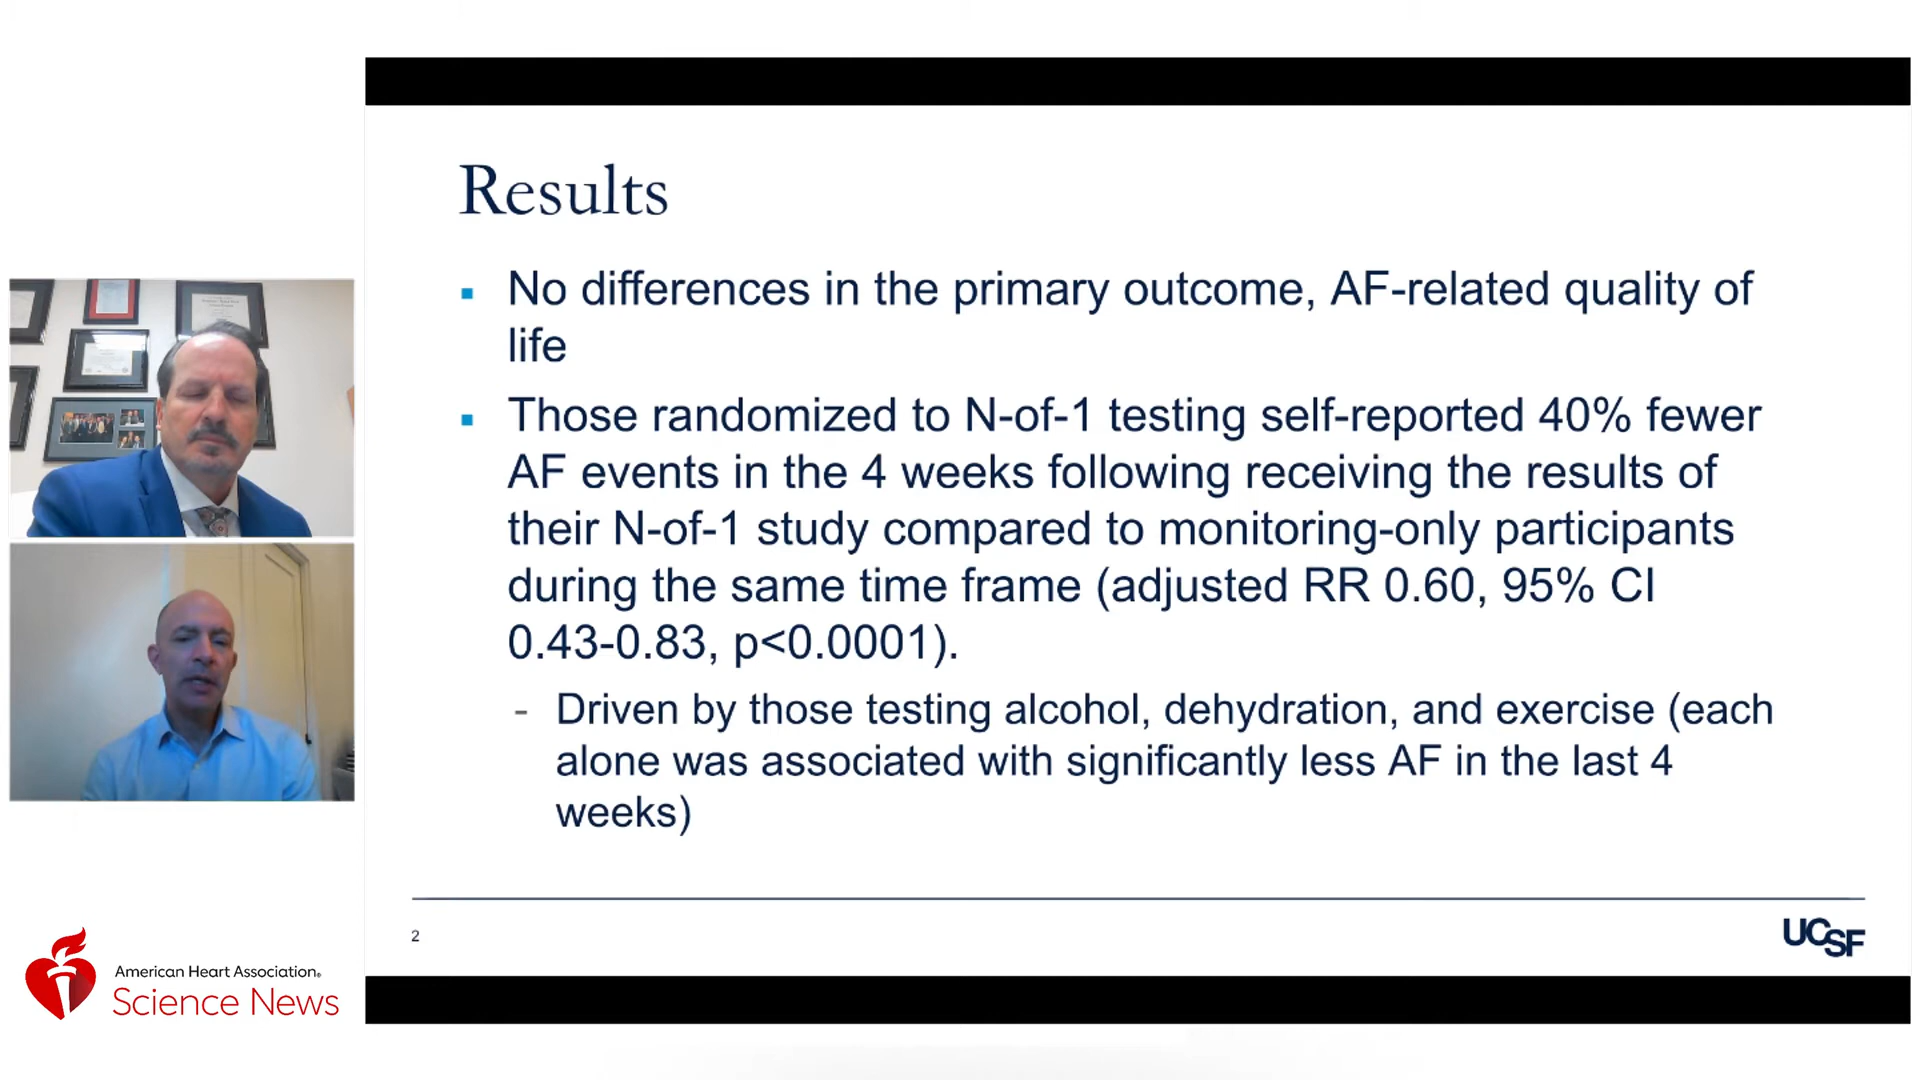 Results
No differences in the primary outcome, AF-related quality of
life
Those randomized to N-of-1 testing self-reported 40% fewer
AF events in the 4 weeks following receiving the results of
their N-of-1 study compared to monitoring-only participants
during the same time frame (adjusted RR 0.60, 95% CI
0.43-0.83, p<0.0001).
- Driven by those testing alcohol, dehydration, and exercise (each
alone was associated with significantly less AF in the last 4
weeks)
2
UCSF
American Heart Association®
Science News